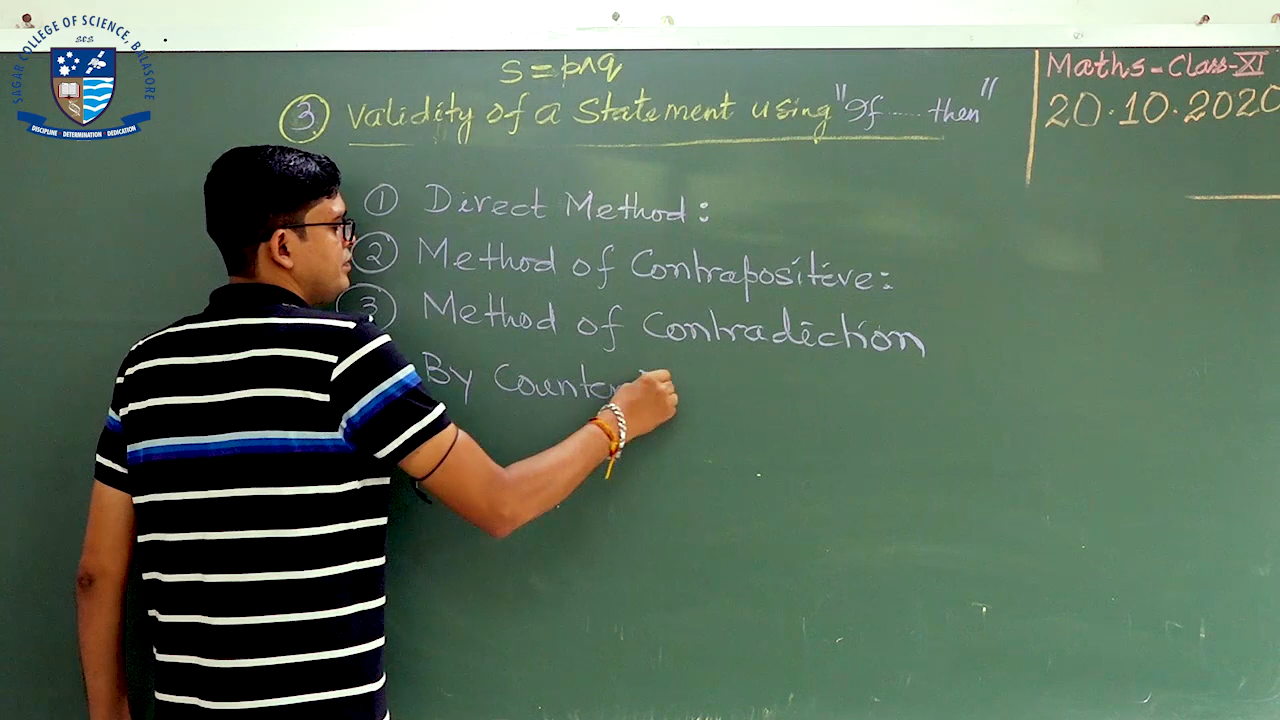 SAGAR COLLEGE OF SCIENCE, BALASORE
SCS
DISCIPLINE DETERMINATION DEDICATION
S = p∧q
③ Validity of a Statement using "If ..... then"
Maths - Class - XI
20.10.2020
① Direct Method:
② Method of Contrapositive:
③ Method of Contradiction
By